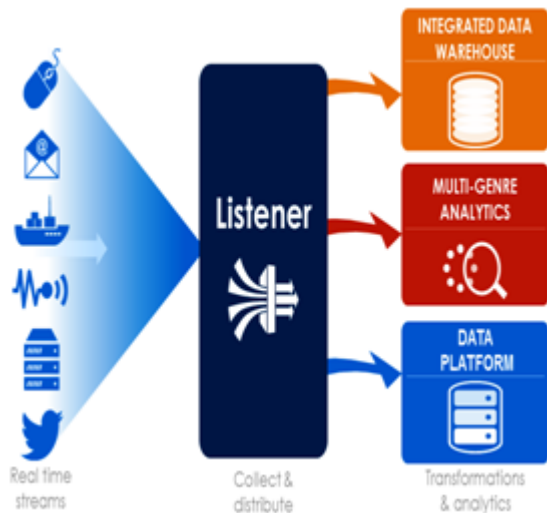 INTEGRATED DATA
WAREHOUSE
Listener
MULTI-GENRE
ANALYTICS
DATA
PLATFORM
Real time
streams
Collect &
distribute
Transformations
& analytics